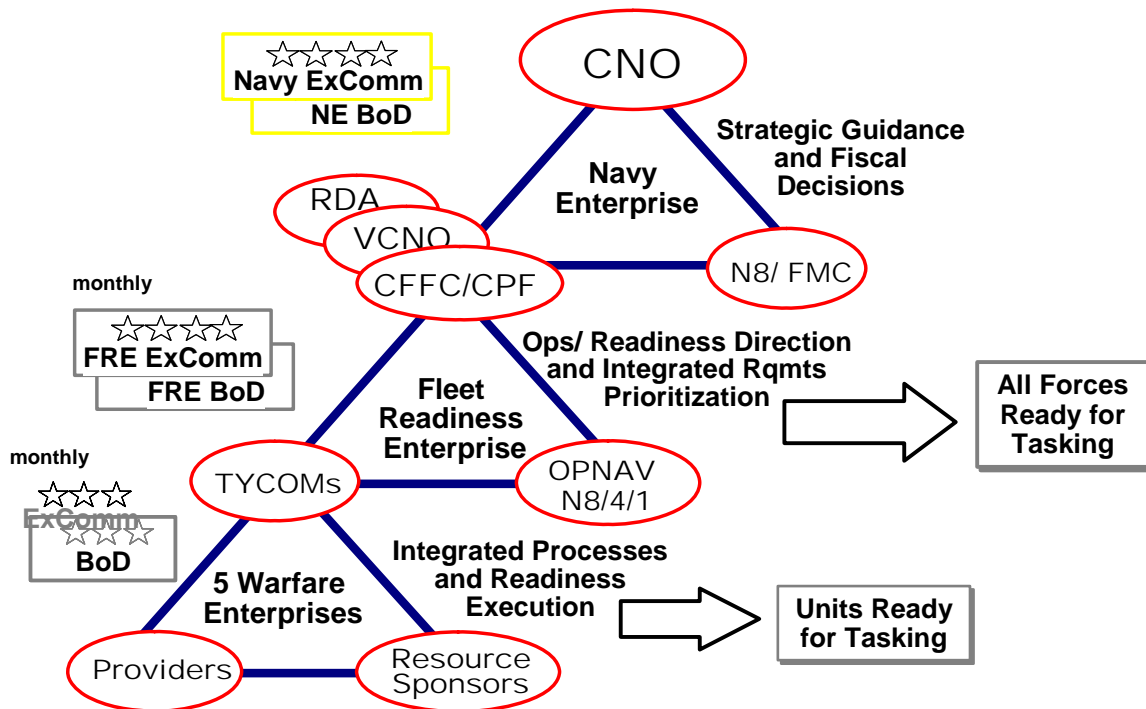 CNO
Navy ExComm
NE BoD
Strategic Guidance
and Fiscal
Decisions
Navy
Enterprise
RDA
VCNO
CFFC/CPF
N8/ FMC
monthly
FRE ExComm
FRE BoD
Ops/ Readiness Direction
and Integrated Rqmts
Prioritization
Fleet
Readiness
Enterprise
All Forces
Ready for
Tasking
monthly
TYCOMs
OPNAV
N8/4/1
ExComm
BoD
Integrated Processes
and Readiness
Execution
5 Warfare
Enterprises
Units Ready
for Tasking
Providers
Resource
Sponsors